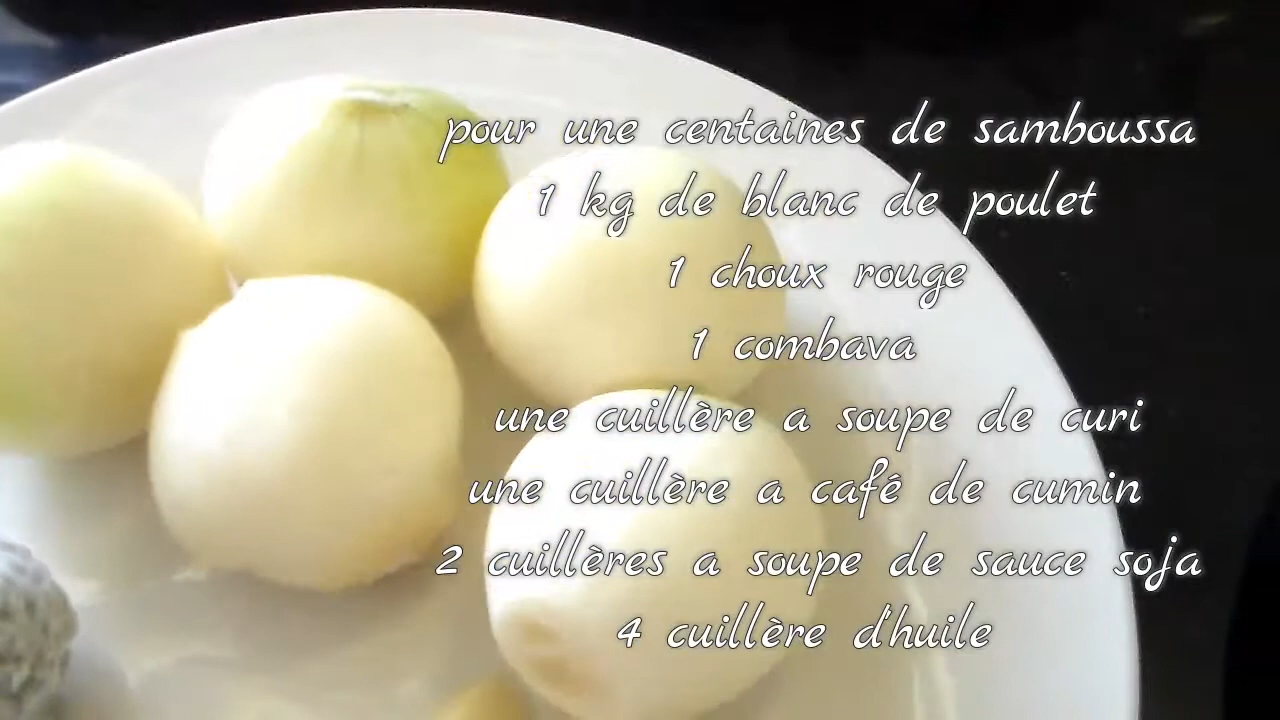 pour une centaines de samboussa
1 kg de blanc de poulet
1 choux rouge
1 combava
une cuillère a soupe de curi
une cuillère a café de cumin
2 cuillères a soupe de sauce soja
4 cuillère d'huile